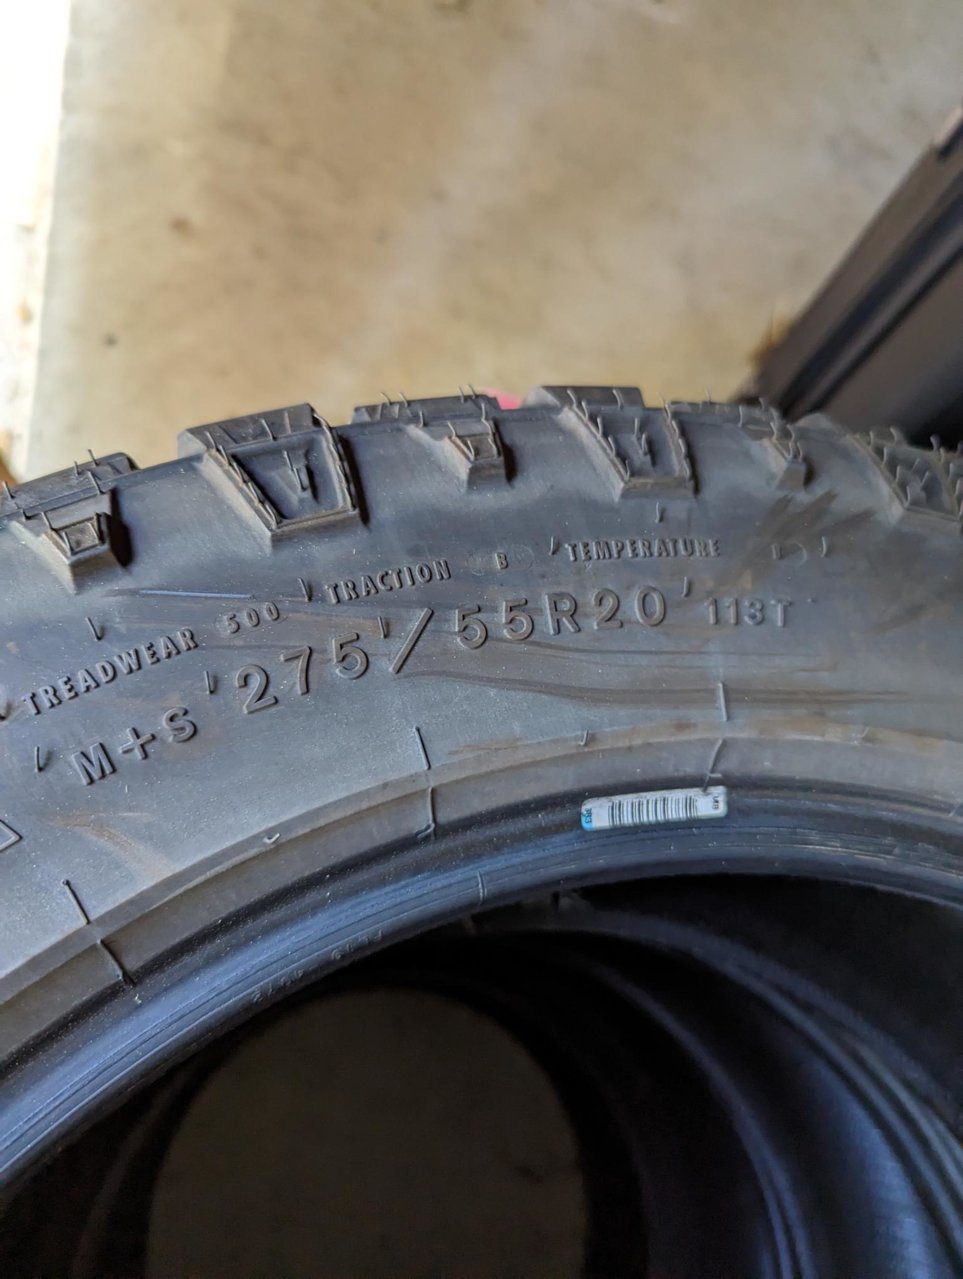 TREADWEAR 500 TRACTION B TEMPERATURE B
M+S 275/55R20 113T